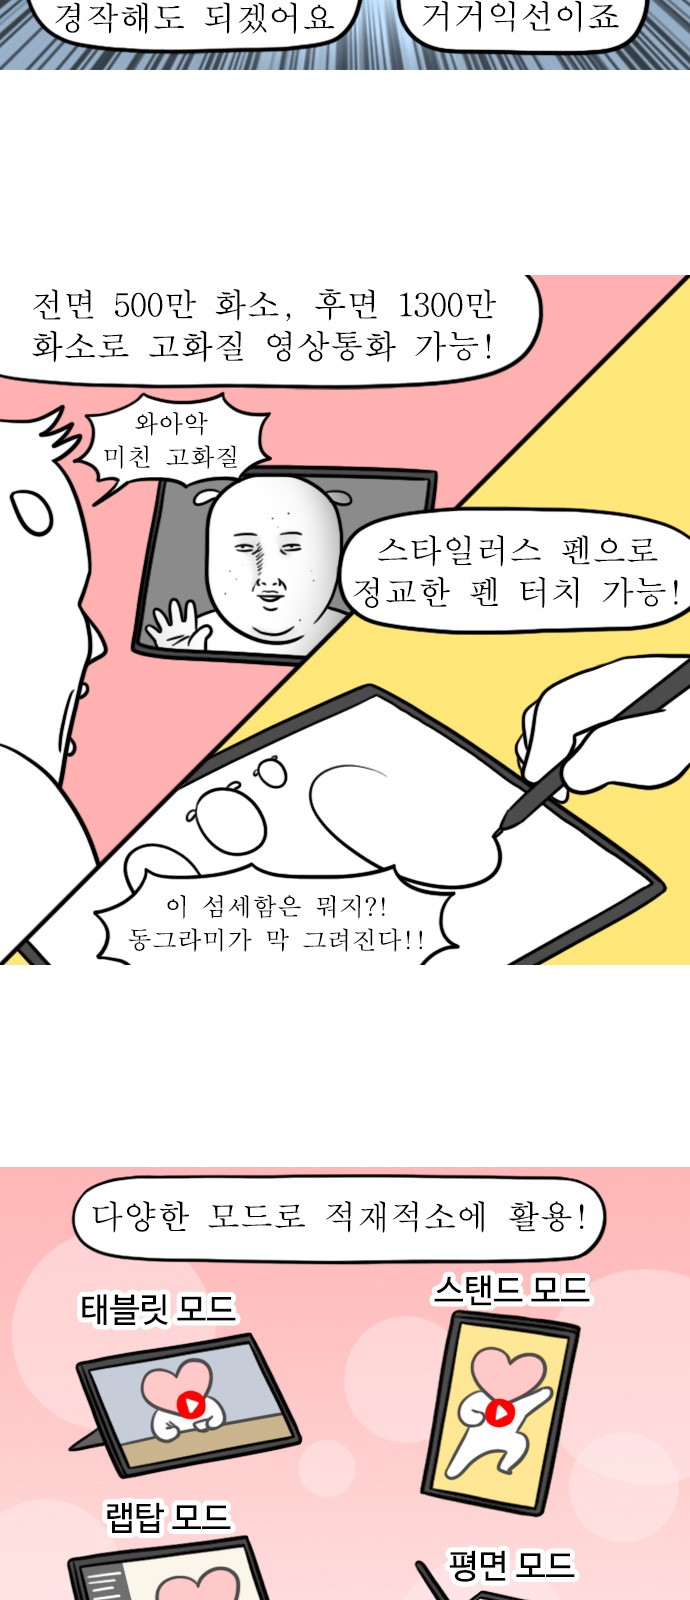 경작해도 되겠어요
거거익선이죠
전면 500만 화소, 후면 1300만
화소로 고화질 영상통화 가능!
와아악
미친 고화질
스타일러스 펜으로
정교한 펜 터치 가능!
이 섬세함은 뭐지?!
동그라미가 막 그려진다!!
다양한 모드로 적재적소에 활용!
태블릿 모드
스탠드 모드
랩탑 모드
평면 모드